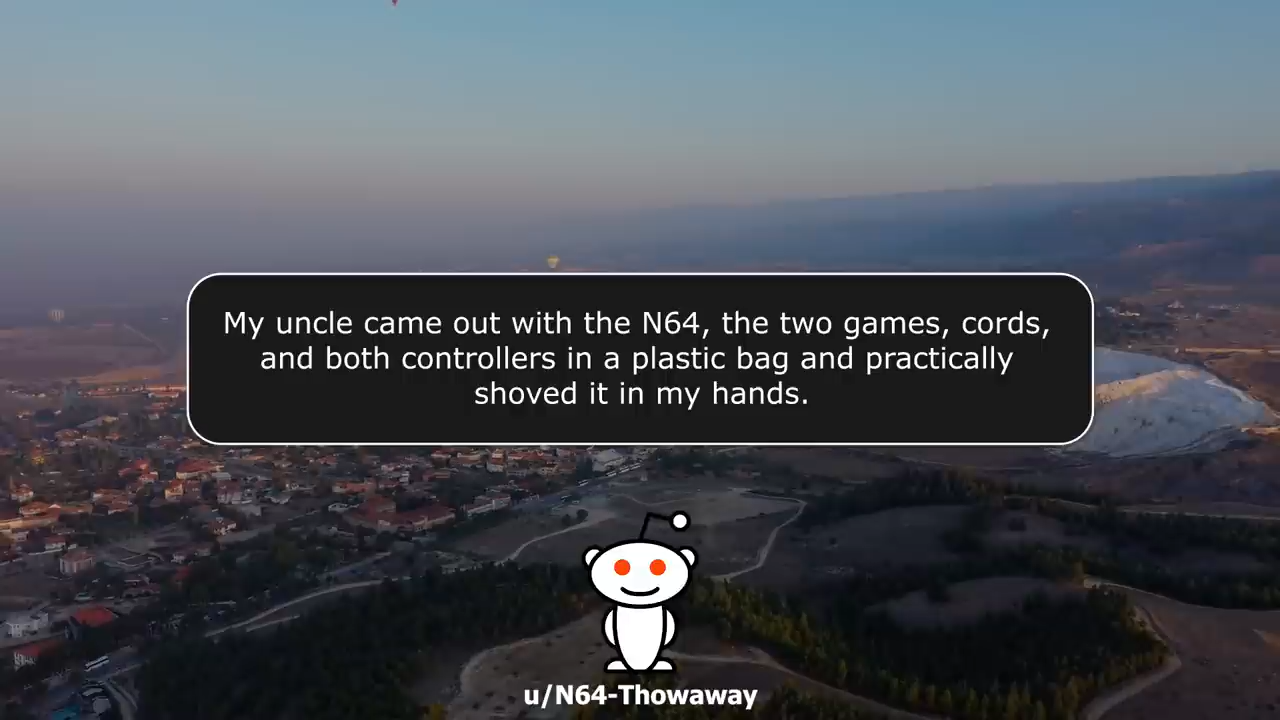 My uncle came out with the N64, the two games, cords,
and both controllers in a plastic bag and practically
shoved it in my hands.
u/N64-Thowaway